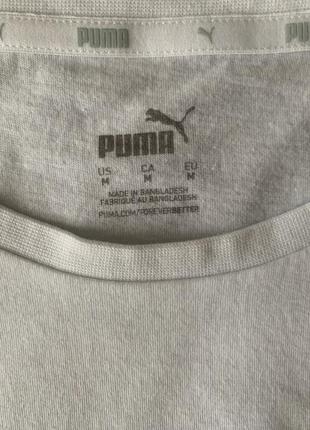 PUMA PUMA
PUMA
US CA EU
M M M
MADE IN BANGLADESH
FABRIQUÉ AU BANGLADESH
PUMA.COM/FOREVERBETTER